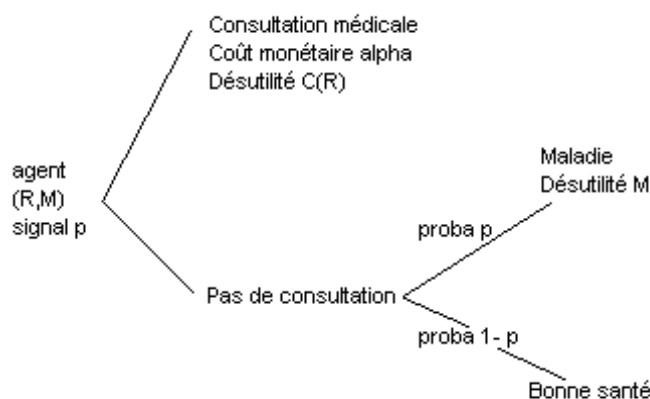 Consultation médicale
Coût monétaire alpha
Désutilité C(R)
agent
(R,M)
signal p
Maladie
Désutilité M
proba p
Pas de consultation
proba 1- p
Bonne santé